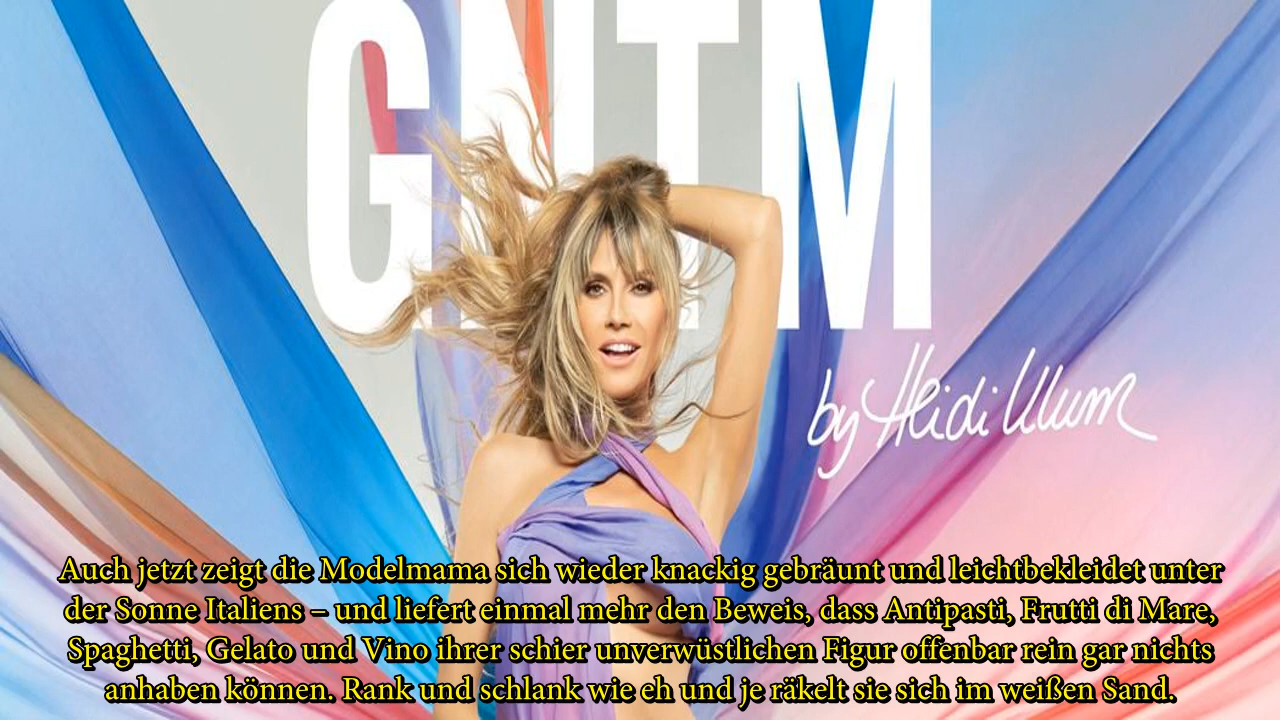 GNTM
by Heidi Klum
Auch jetzt zeigt die Modelmama sich wieder knackig gebräunt und leichtbekleidet unter
der Sonne Italiens – und liefert einmal mehr den Beweis, dass Antipasti, Frutti di Mare,
Spaghetti, Gelato und Vino ihrer schier unverwüstlichen Figur offenbar rein gar nichts
anhaben können. Rank und schlank wie eh und je räkelt sie sich im weißen Sand.